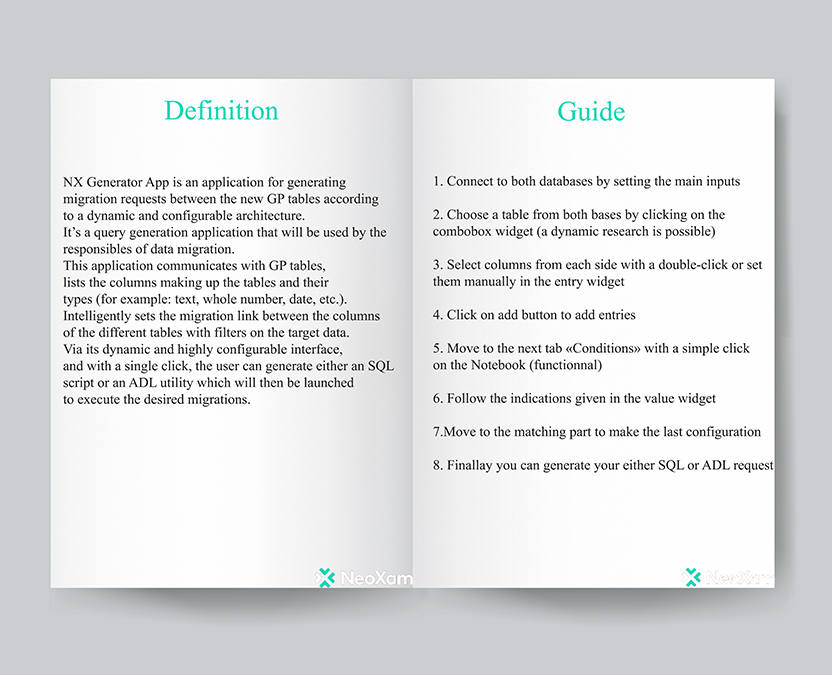 Definition
NX Generator App is an application for generating
migration requests between the new GP tables according
to a dynamic and configurable architecture.
It’s a query generation application that will be used by the
responsibles of data migration.
This application communicates with GP tables,
lists the columns making up the tables and their
types (for example: text, whole number, date, etc.).
Intelligently sets the migration link between the columns
of the different tables with filters on the target data.
Via its dynamic and highly configurable interface,
and with a single click, the user can generate either an SQL
script or an ADL utility which will then be launched
to execute the desired migrations.
NeoXam
Guide
1. Connect to both databases by setting the main inputs
2. Choose a table from both bases by clicking on the
combobox widget (a dynamic research is possible)
3. Select columns from each side with a double-click or set
them manually in the entry widget
4. Click on add button to add entries
5. Move to the next tab «Conditions» with a simple click
on the Notebook (functionnal)
6. Follow the indications given in the value widget
7.Move to the matching part to make the last configuration
8. Finallay you can generate your either SQL or ADL request
NeoXam